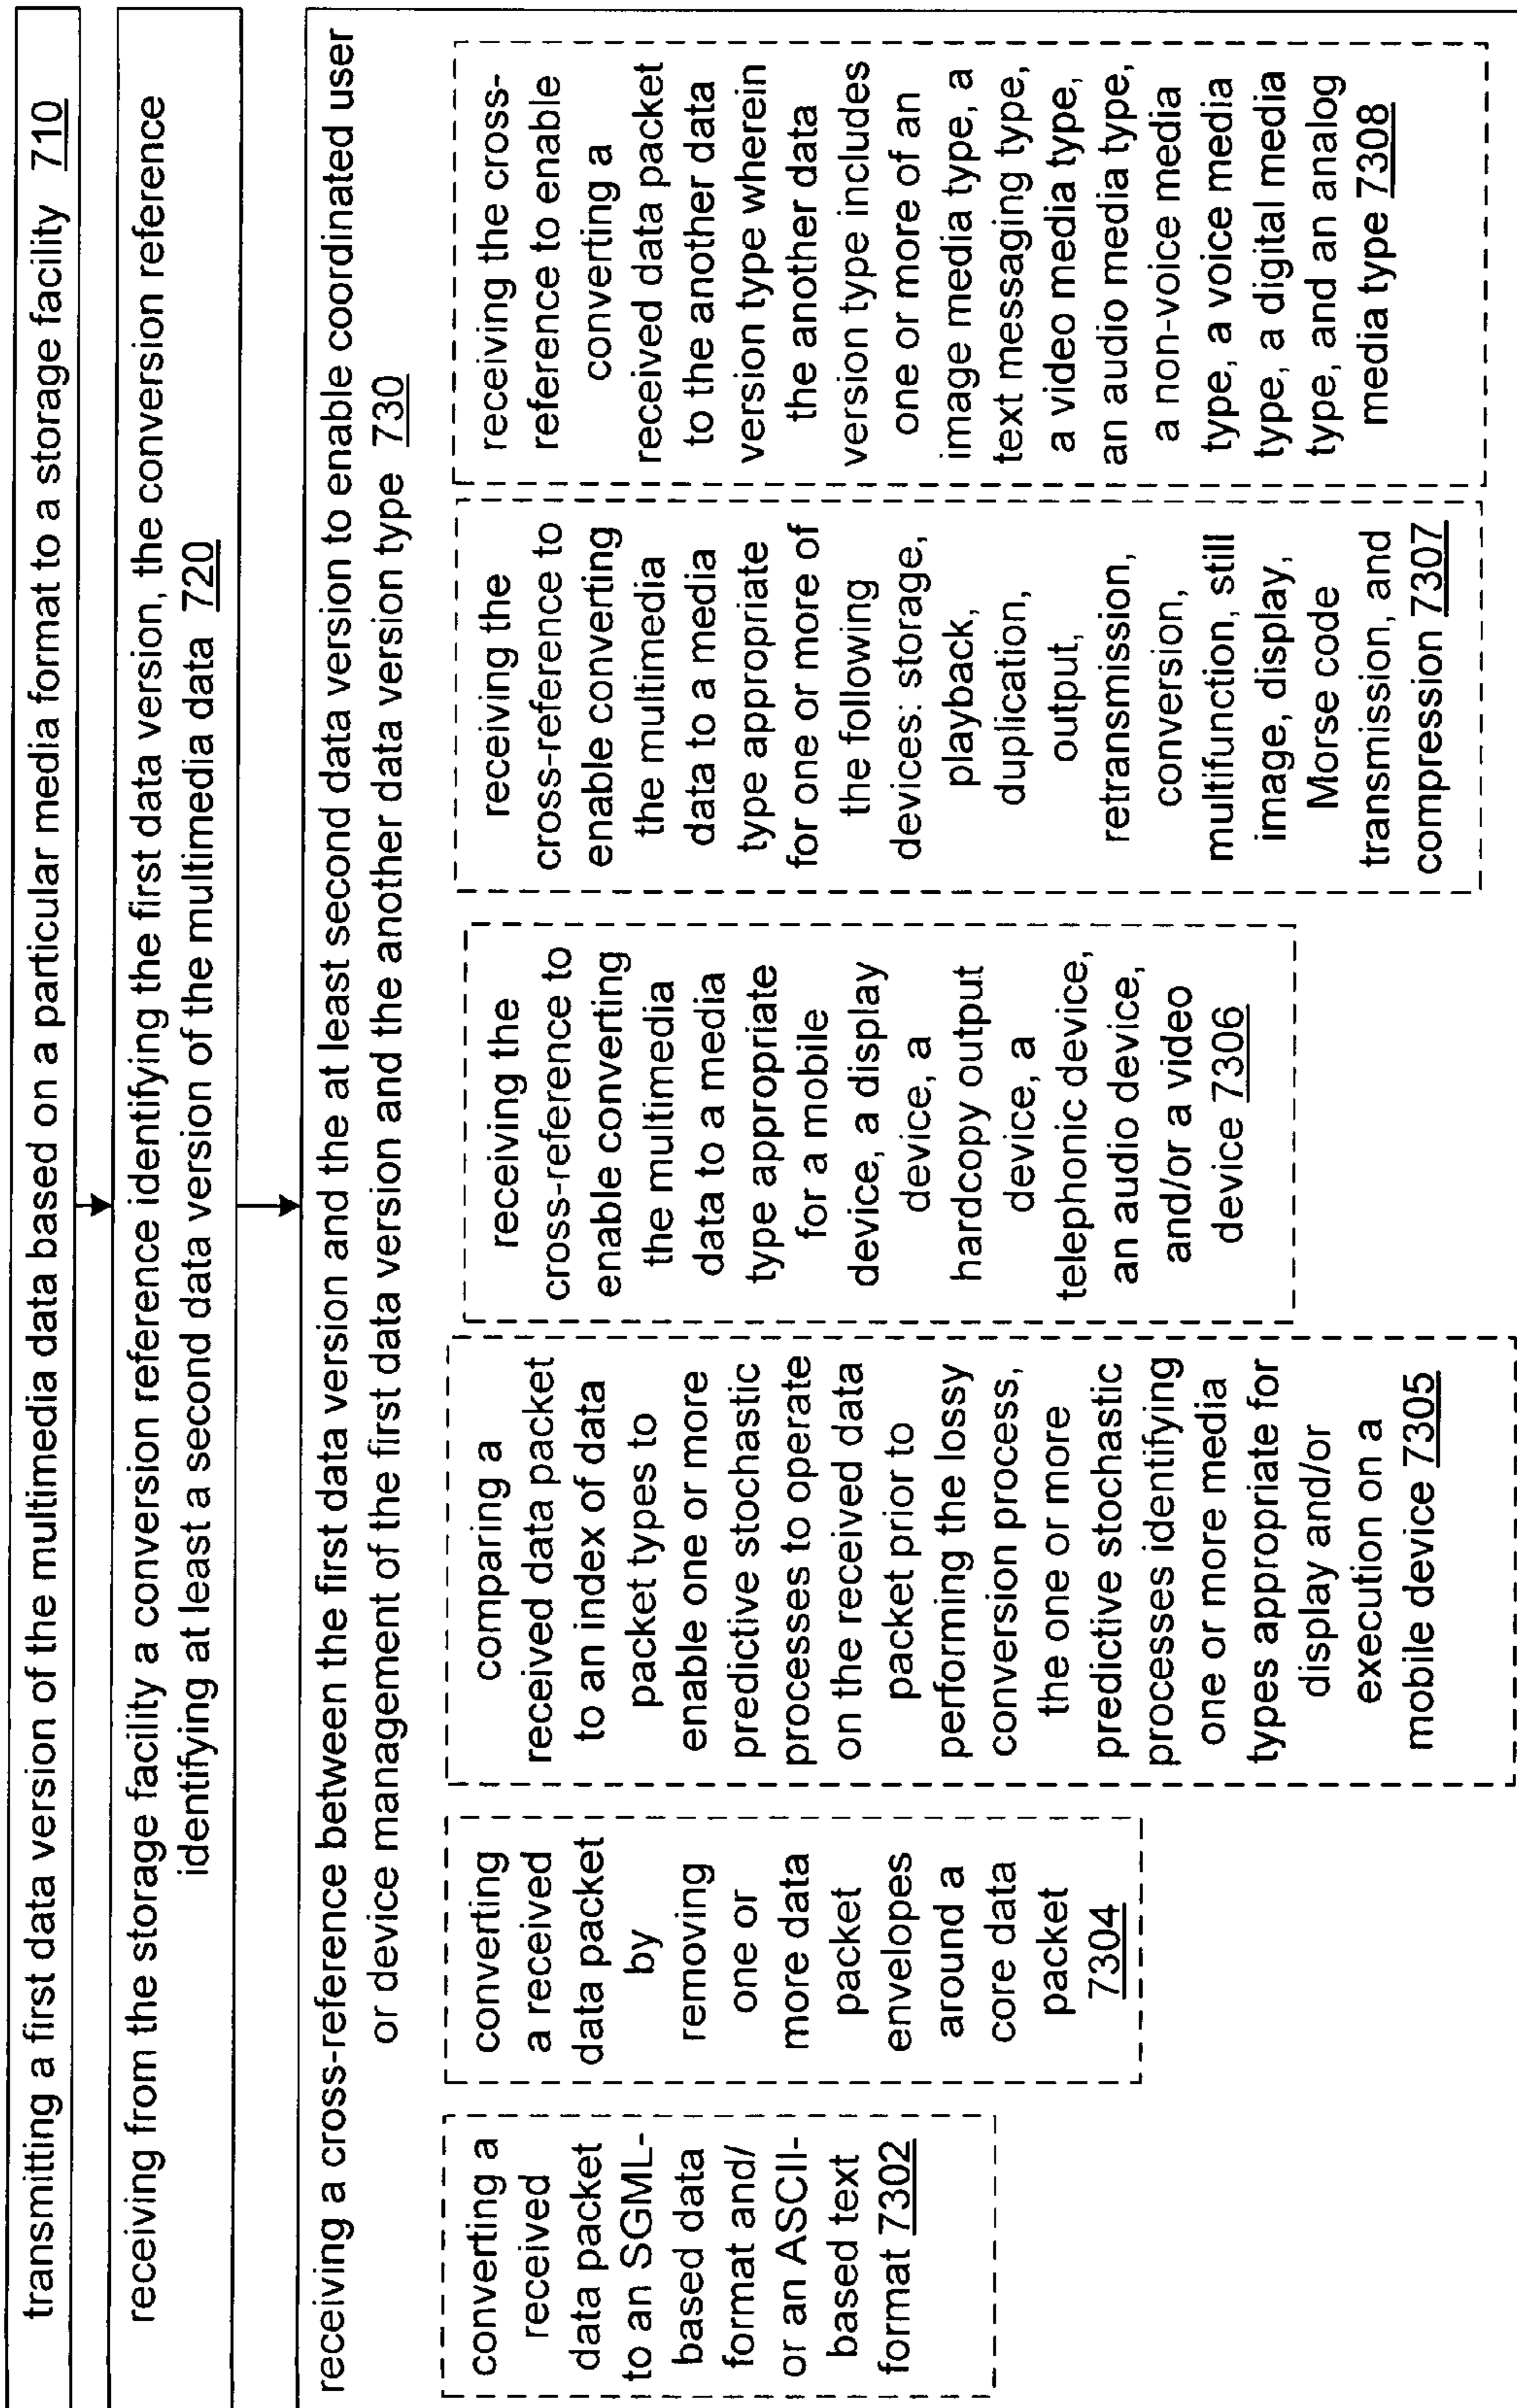 transmitting a first data version of the multimedia data based on a particular media format to a storage facility 710
receiving from the storage facility a conversion reference identifying the first data version, the conversion reference
identifying at least a second data version of the multimedia data 720
receiving a cross-reference between the first data version and the at least second data version to enable coordinated user
or device management of the first data version and the another data version type 730
converting a
received
data packet
to an SGML-
based data
format and/
or an ASCII-
based text
format 7302
converting
a received
data packet
by
removing
one or
more data
packet
envelopes
around a
core data
packet
7304
comparing a
received data packet
to an index of data
packet types to
enable one or more
predictive stochastic
processes to operate
on the received data
packet prior to
performing the lossy
conversion process,
the one or more
predictive stochastic
processes identifying
one or more media
types appropriate for
display and/or
execution on a
mobile device 7305
receiving the
cross-reference to
enable converting
the multimedia
data to a media
type appropriate
for a mobile
device, a display
device, a
hardcopy output
device, a
telephonic device,
an audio device,
and/or a video
device 7306
receiving the
cross-reference to
enable converting
the multimedia
data to a media
type appropriate
for one or more of
the following
devices: storage,
playback,
duplication,
output,
retransmission,
conversion,
multifunction, still
image, display,
Morse code
transmission, and
compression 7307
receiving the cross-
reference to enable
converting a
received data packet
to the another data
version type wherein
the another data
version type includes
one or more of an
image media type, a
text messaging type,
a video media type,
an audio media type,
a non-voice media
type, a voice media
type, a digital media
type, and an analog
media type 7308